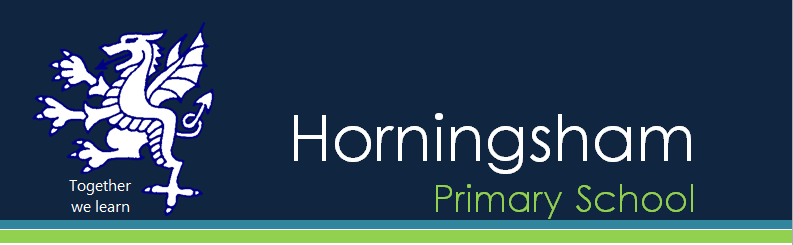 Together
we learn
Horningsham
Primary School